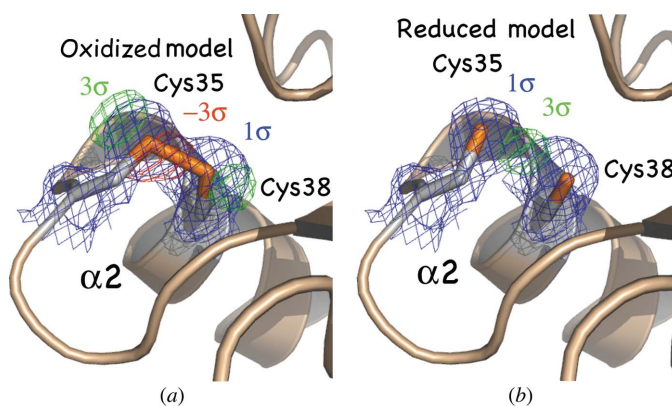 Oxidized model
Cys35
3σ
−3σ
1σ
Cys38
α2
(a)
Reduced model
Cys35
1σ
3σ
Cys38
α2
(b)